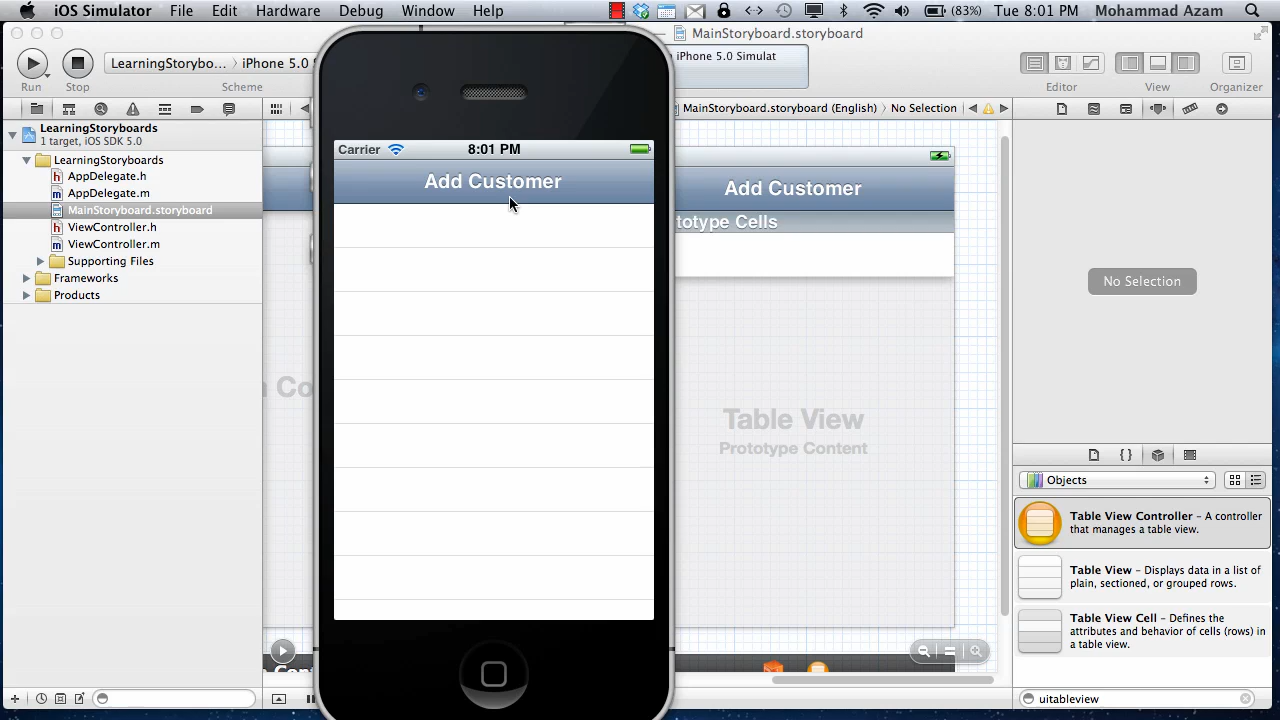 iOS Simulator File Edit Hardware Debug Window Help (83%) Tue 8:01 PM Mohammad Azam
MainStoryboard.storyboard
LearningStorybo... iPhone 5.0 S
iPhone 5.0 Simulat
Run Stop Scheme Editor View Organizer
MainStoryboard.storyboard (English) No Selection
LearningStoryboards
1 target, iOS SDK 5.0
LearningStoryboards
AppDelegate.h
AppDelegate.m
MainStoryboard.storyboard
ViewController.h
ViewController.m
Supporting Files
Frameworks
Products
Carrier 8:01 PM
Add Customer
Add Customer
totype Cells
Table View
Prototype Content
No Selection
Objects
Table View Controller – A controller
that manages a table view.
Table View – Displays data in a list of
plain, sectioned, or grouped rows.
Table View Cell – Defines the
attributes and behavior of cells (rows) in
a table view.
uitableview